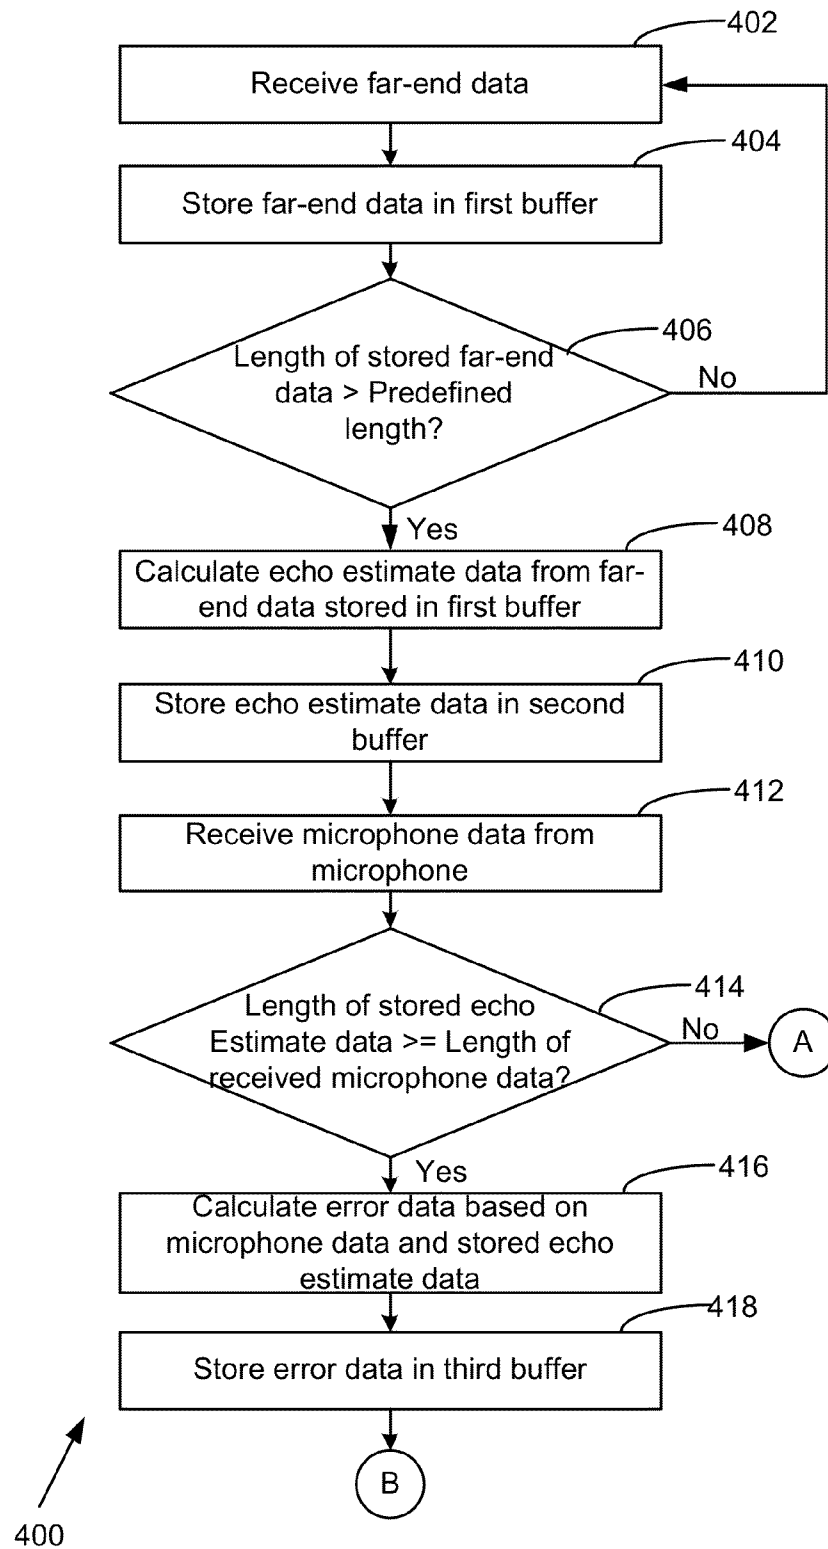 402
Receive far-end data
404
Store far-end data in first buffer
406
Length of stored far-end
data > Predefined
length?
No
Yes
408
Calculate echo estimate data from far-
end data stored in first buffer
410
Store echo estimate data in second
buffer
412
Receive microphone data from
microphone
414
Length of stored echo
Estimate data >= Length of
received microphone data?
No
A
Yes
416
Calculate error data based on
microphone data and stored echo
estimate data
418
Store error data in third buffer
B
400